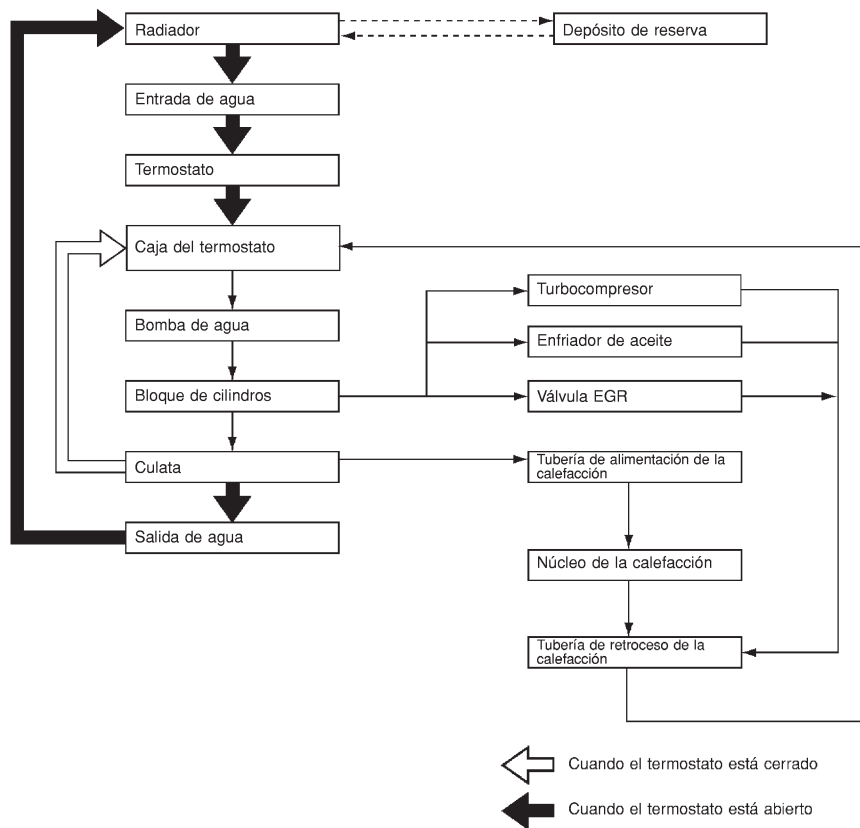 Radiador
Depósito de reserva
Entrada de agua
Termostato
Caja del termostato
Turbocompresor
Bomba de agua
Enfriador de aceite
Bloque de cilindros
Válvula EGR
Culata
Tubería de alimentación de la
calefacción
Salida de agua
Núcleo de la calefacción
Tubería de retroceso de la
calefacción
Cuando el termostato está cerrado
Cuando el termostato está abierto